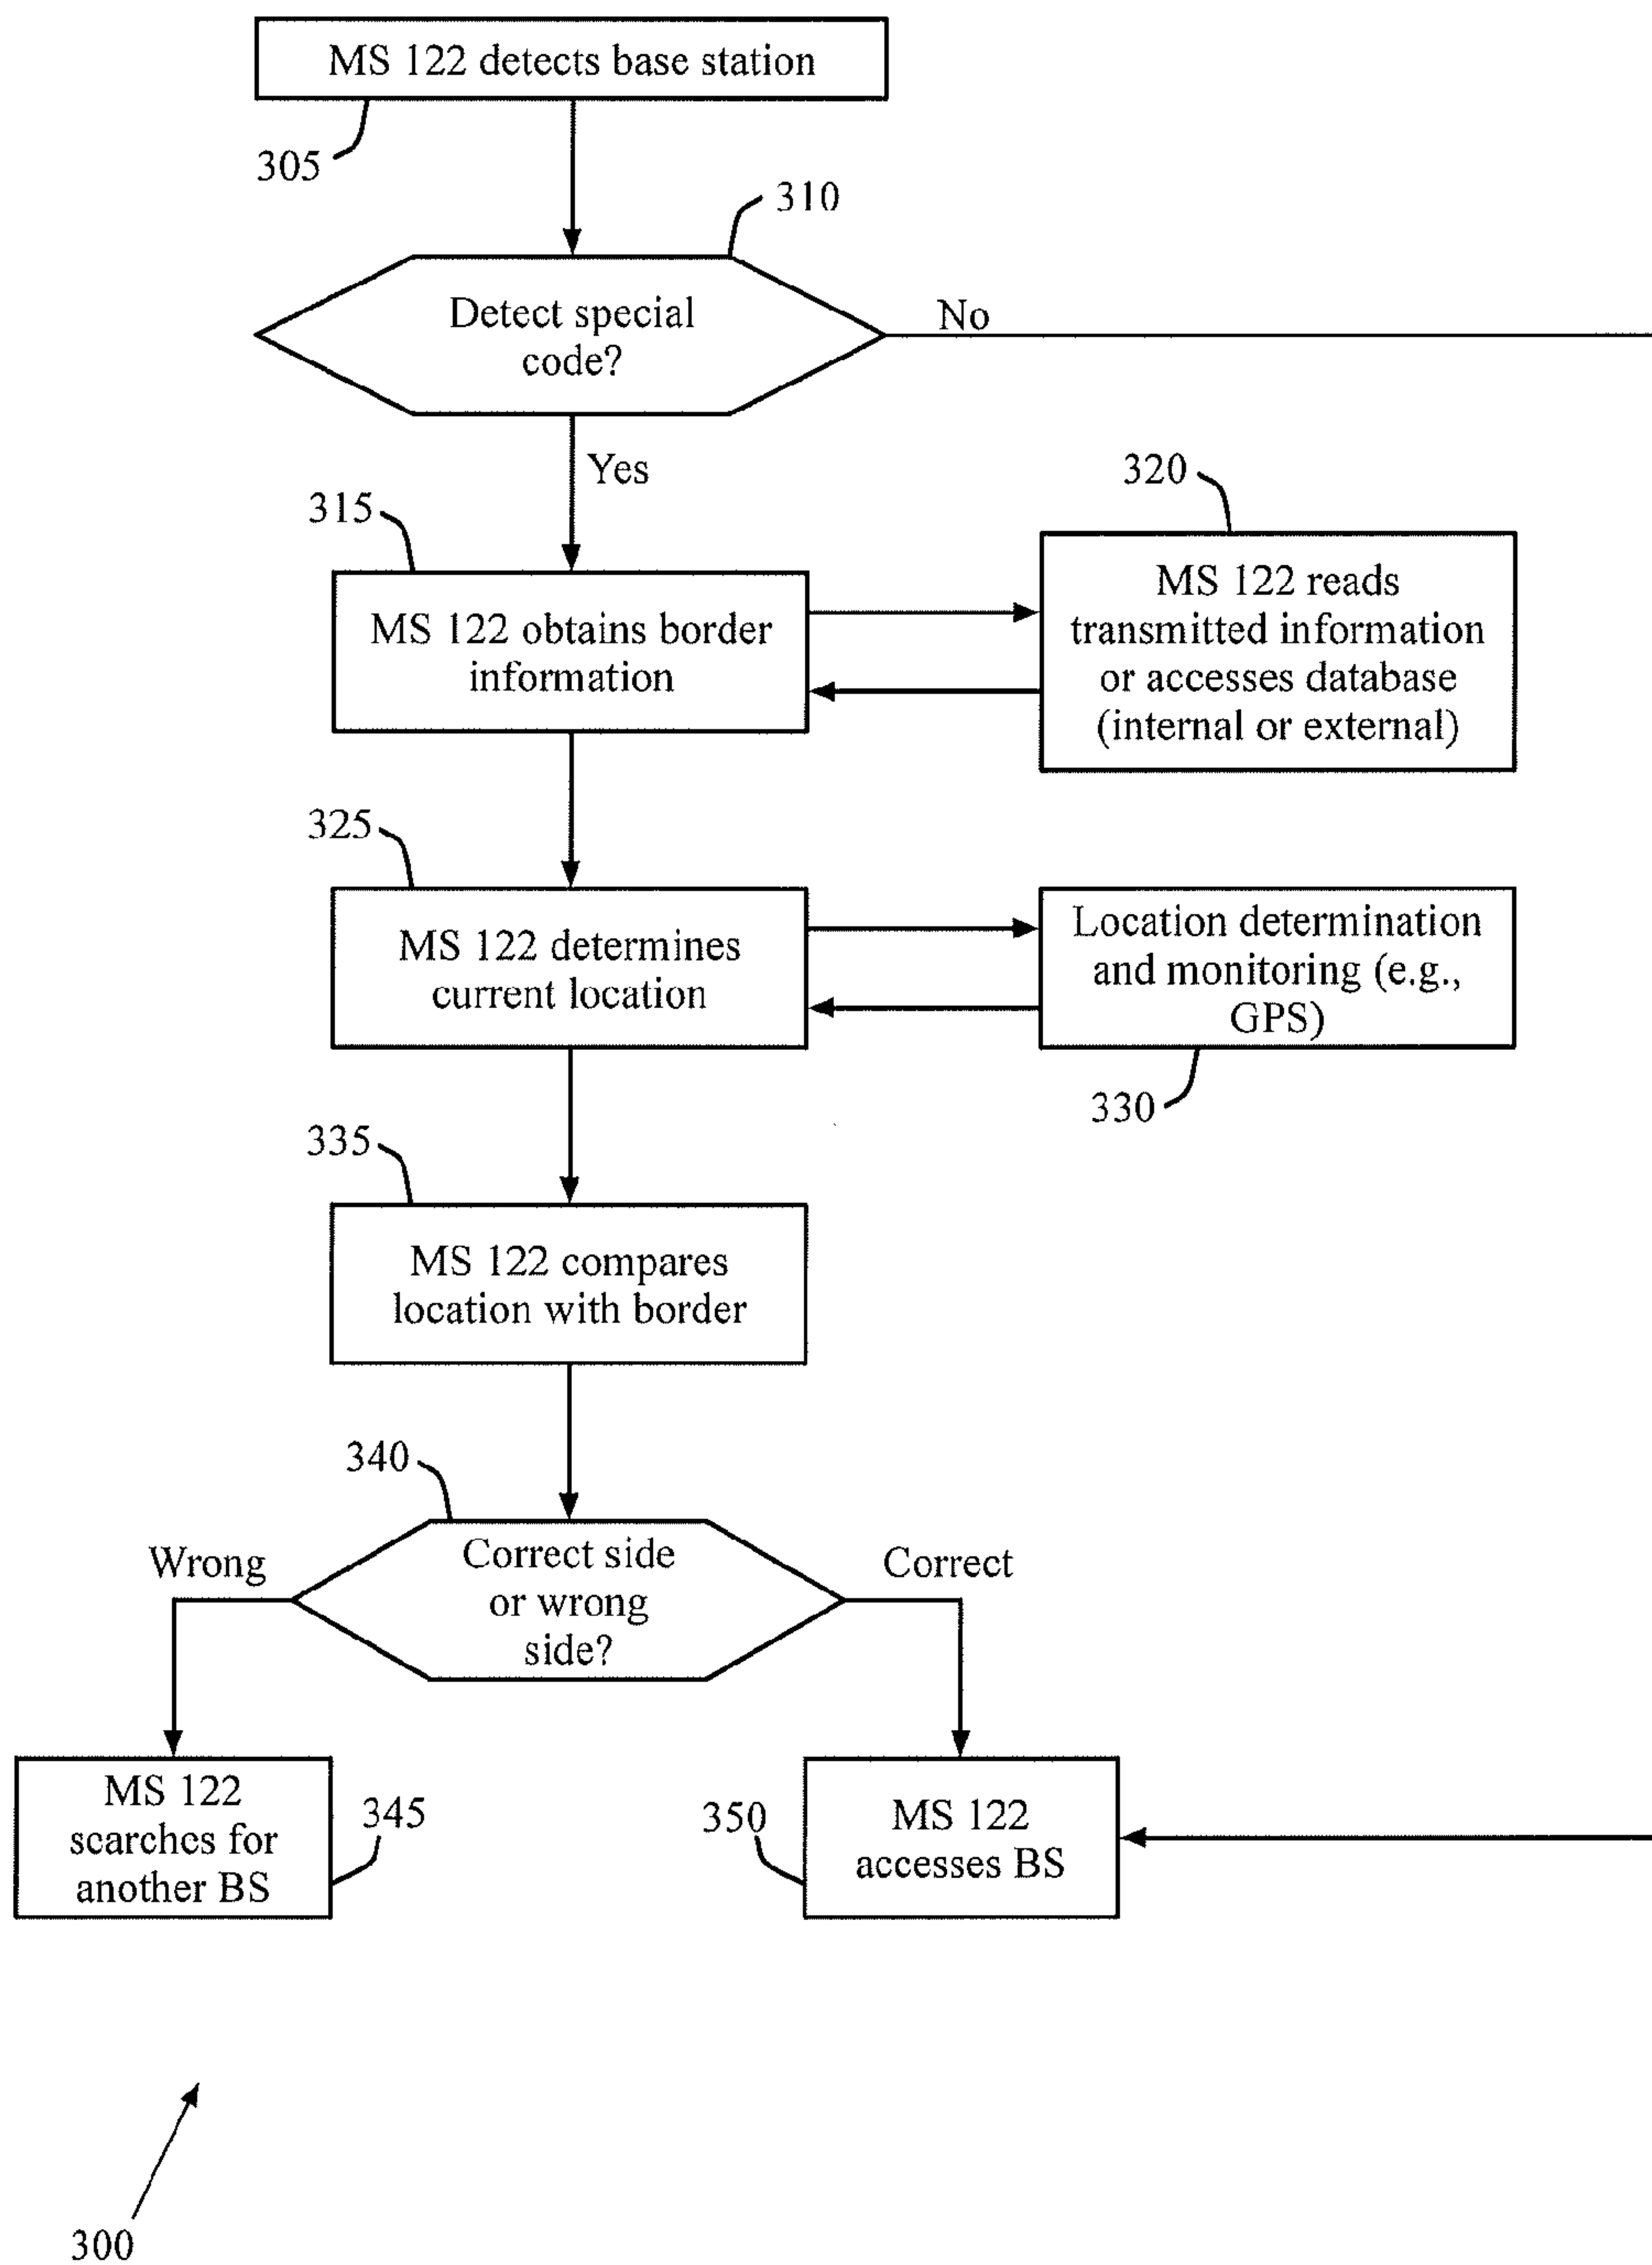 MS 122 detects base station
305
310
Detect special
code?
No
Yes
315
320
MS 122 obtains border
information
MS 122 reads
transmitted information
or accesses database
(internal or external)
325
MS 122 determines
current location
Location determination
and monitoring (e.g.,
GPS)
330
335
MS 122 compares
location with border
340
Wrong
Correct side
or wrong
side?
Correct
MS 122
searches for
another BS
345
350
MS 122
accesses BS
300